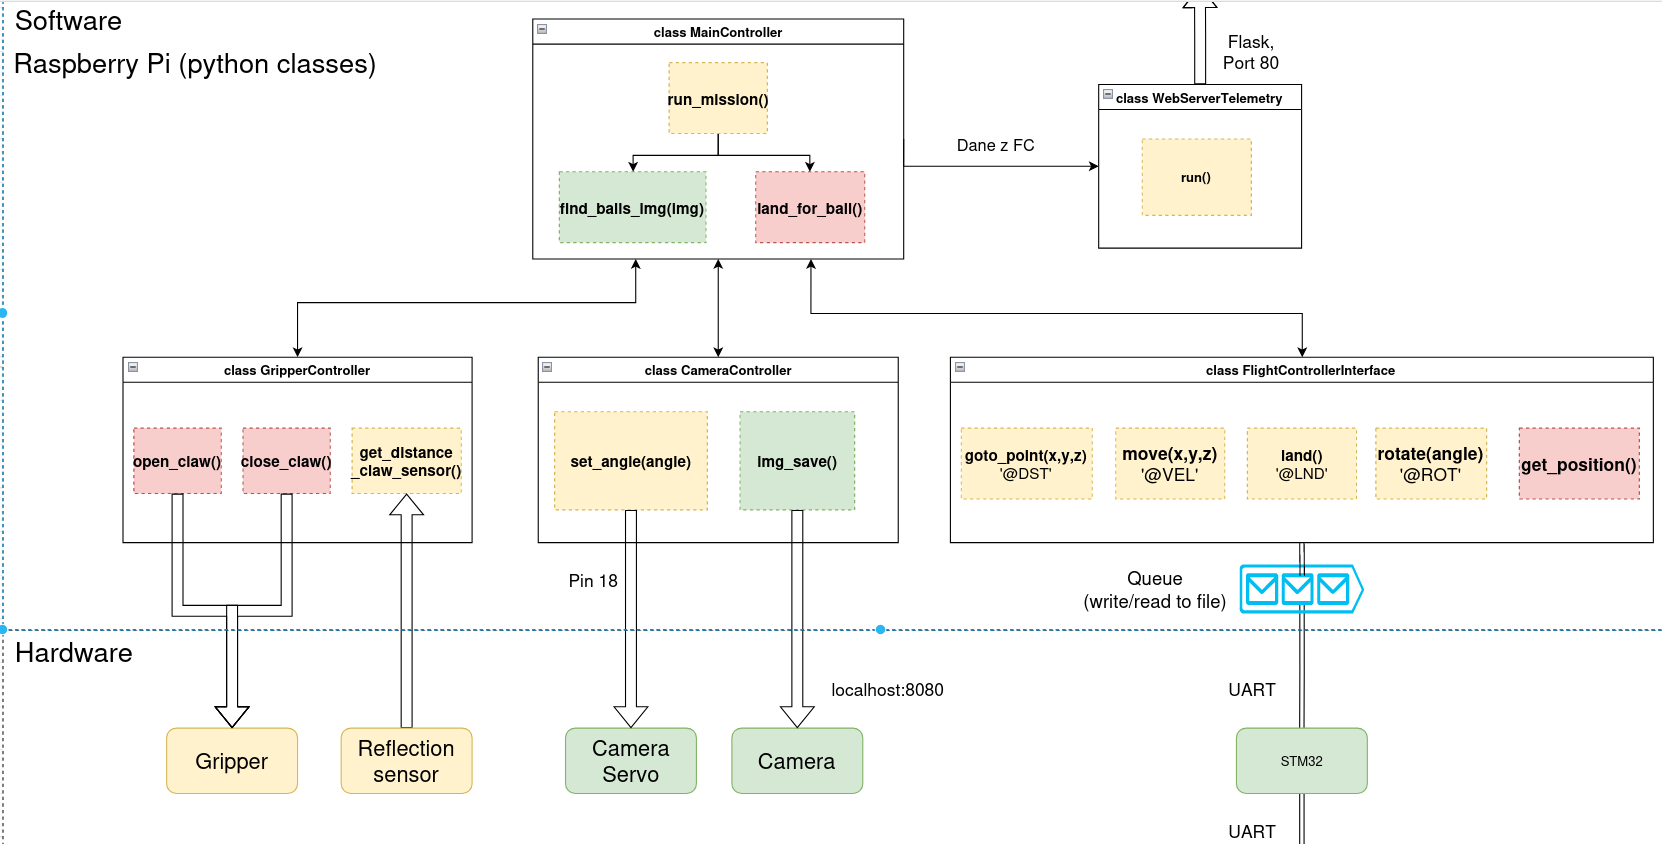 Software
Raspberry Pi (python classes)
class MainController
run_mission()
find_balls_img(img)
land_for_ball()
Flask,
Port 80
class WebServerTelemetry
Dane z FC
run()
class GripperController
open_claw()
close_claw()
get_distance
_claw_sensor()
class CameraController
set_angle(angle)
img_save()
class FlightControllerInterface
goto_point(x,y,z)
'@DST'
move(x,y,z)
'@VEL'
land()
'@LND'
rotate(angle)
'@ROT'
get_position()
Pin 18
Queue
(write/read to file)
Hardware
localhost:8080
UART
Gripper
Reflection
sensor
Camera
Servo
Camera
STM32
UART